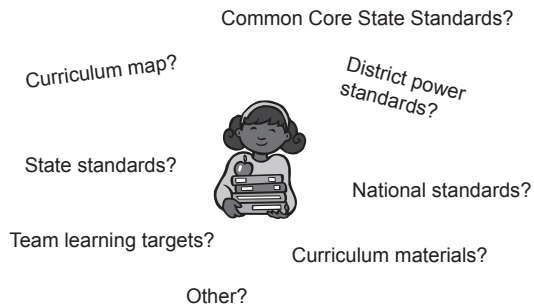 Common Core State Standards?
Curriculum map?
District power
standards?
State standards?
National standards?
Team learning targets?
Curriculum materials?
Other?